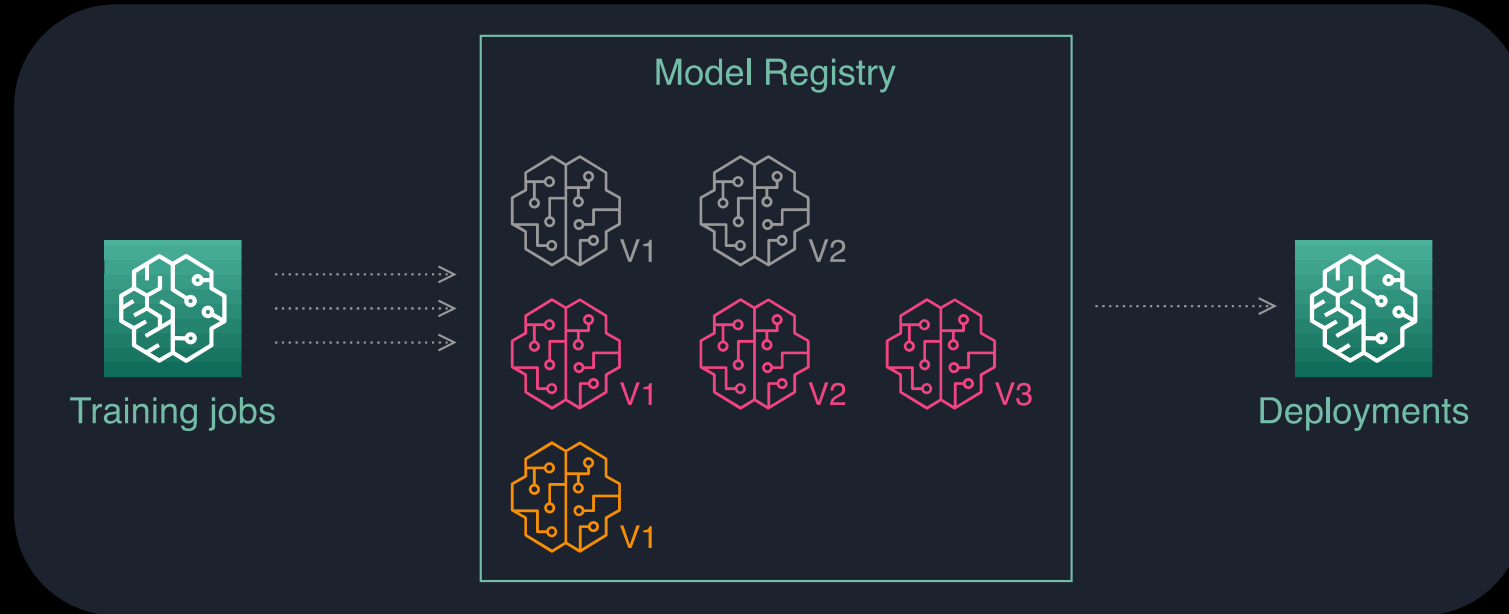 Model Registry
V1
V2
V1
V2
V3
V1
Training jobs
Deployments